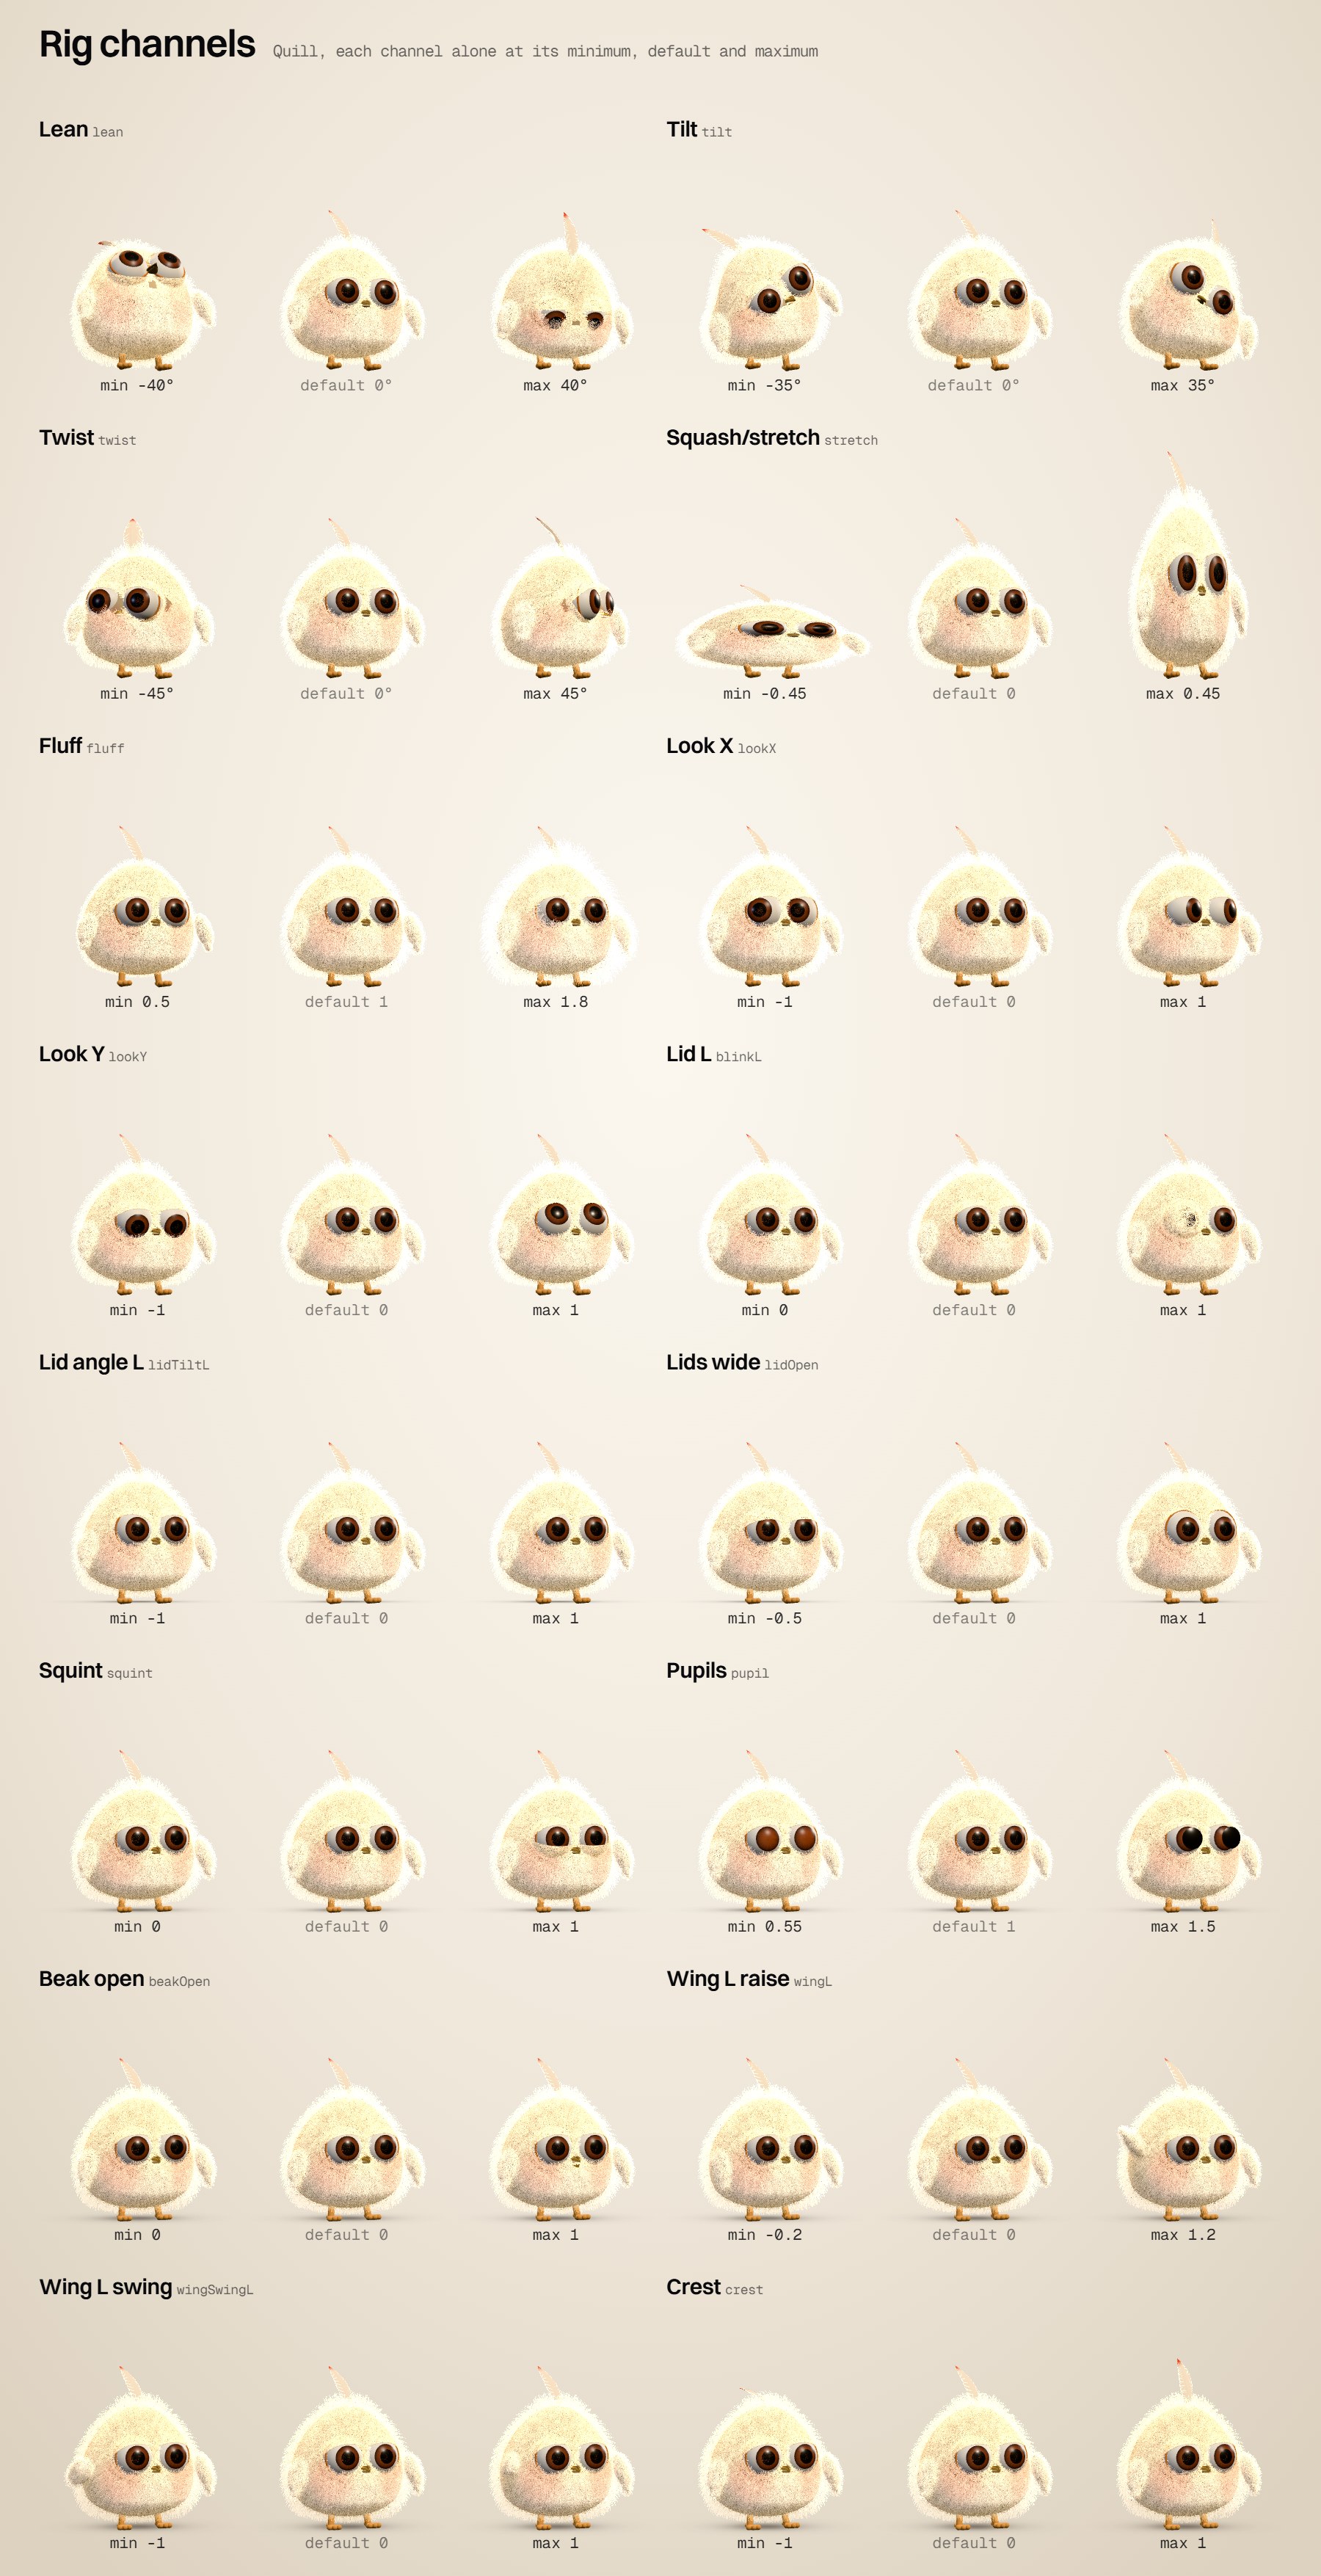 Rig channels Quill, each channel alone at its minimum, default and maximum
Lean lean
Tilt tilt
min -40°
default 0°
max 40°
min -35°
default 0°
max 35°
Twist twist
Squash/stretch stretch
min -45°
default 0°
max 45°
min -0.45
default 0
max 0.45
Fluff fluff
Look X lookX
min 0.5
default 1
max 1.8
min -1
default 0
max 1
Look Y lookY
Lid L blinkL
min -1
default 0
max 1
min 0
default 0
max 1
Lid angle L lidTiltL
Lids wide lidOpen
min -1
default 0
max 1
min -0.5
default 0
max 1
Squint squint
Pupils pupil
min 0
default 0
max 1
min 0.55
default 1
max 1.5
Beak open beakOpen
Wing L raise wingL
min 0
default 0
max 1
min -0.2
default 0
max 1.2
Wing L swing wingSwingL
Crest crest
min -1
default 0
max 1
min -1
default 0
max 1